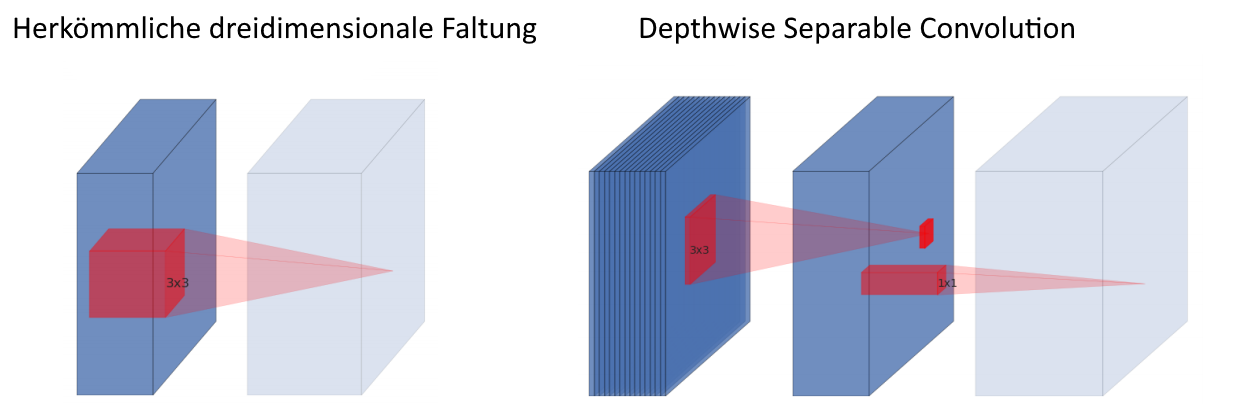 Herkömmliche dreidimensionale Faltung
Depthwise Separable Convolution
3x3
3x3
1x1